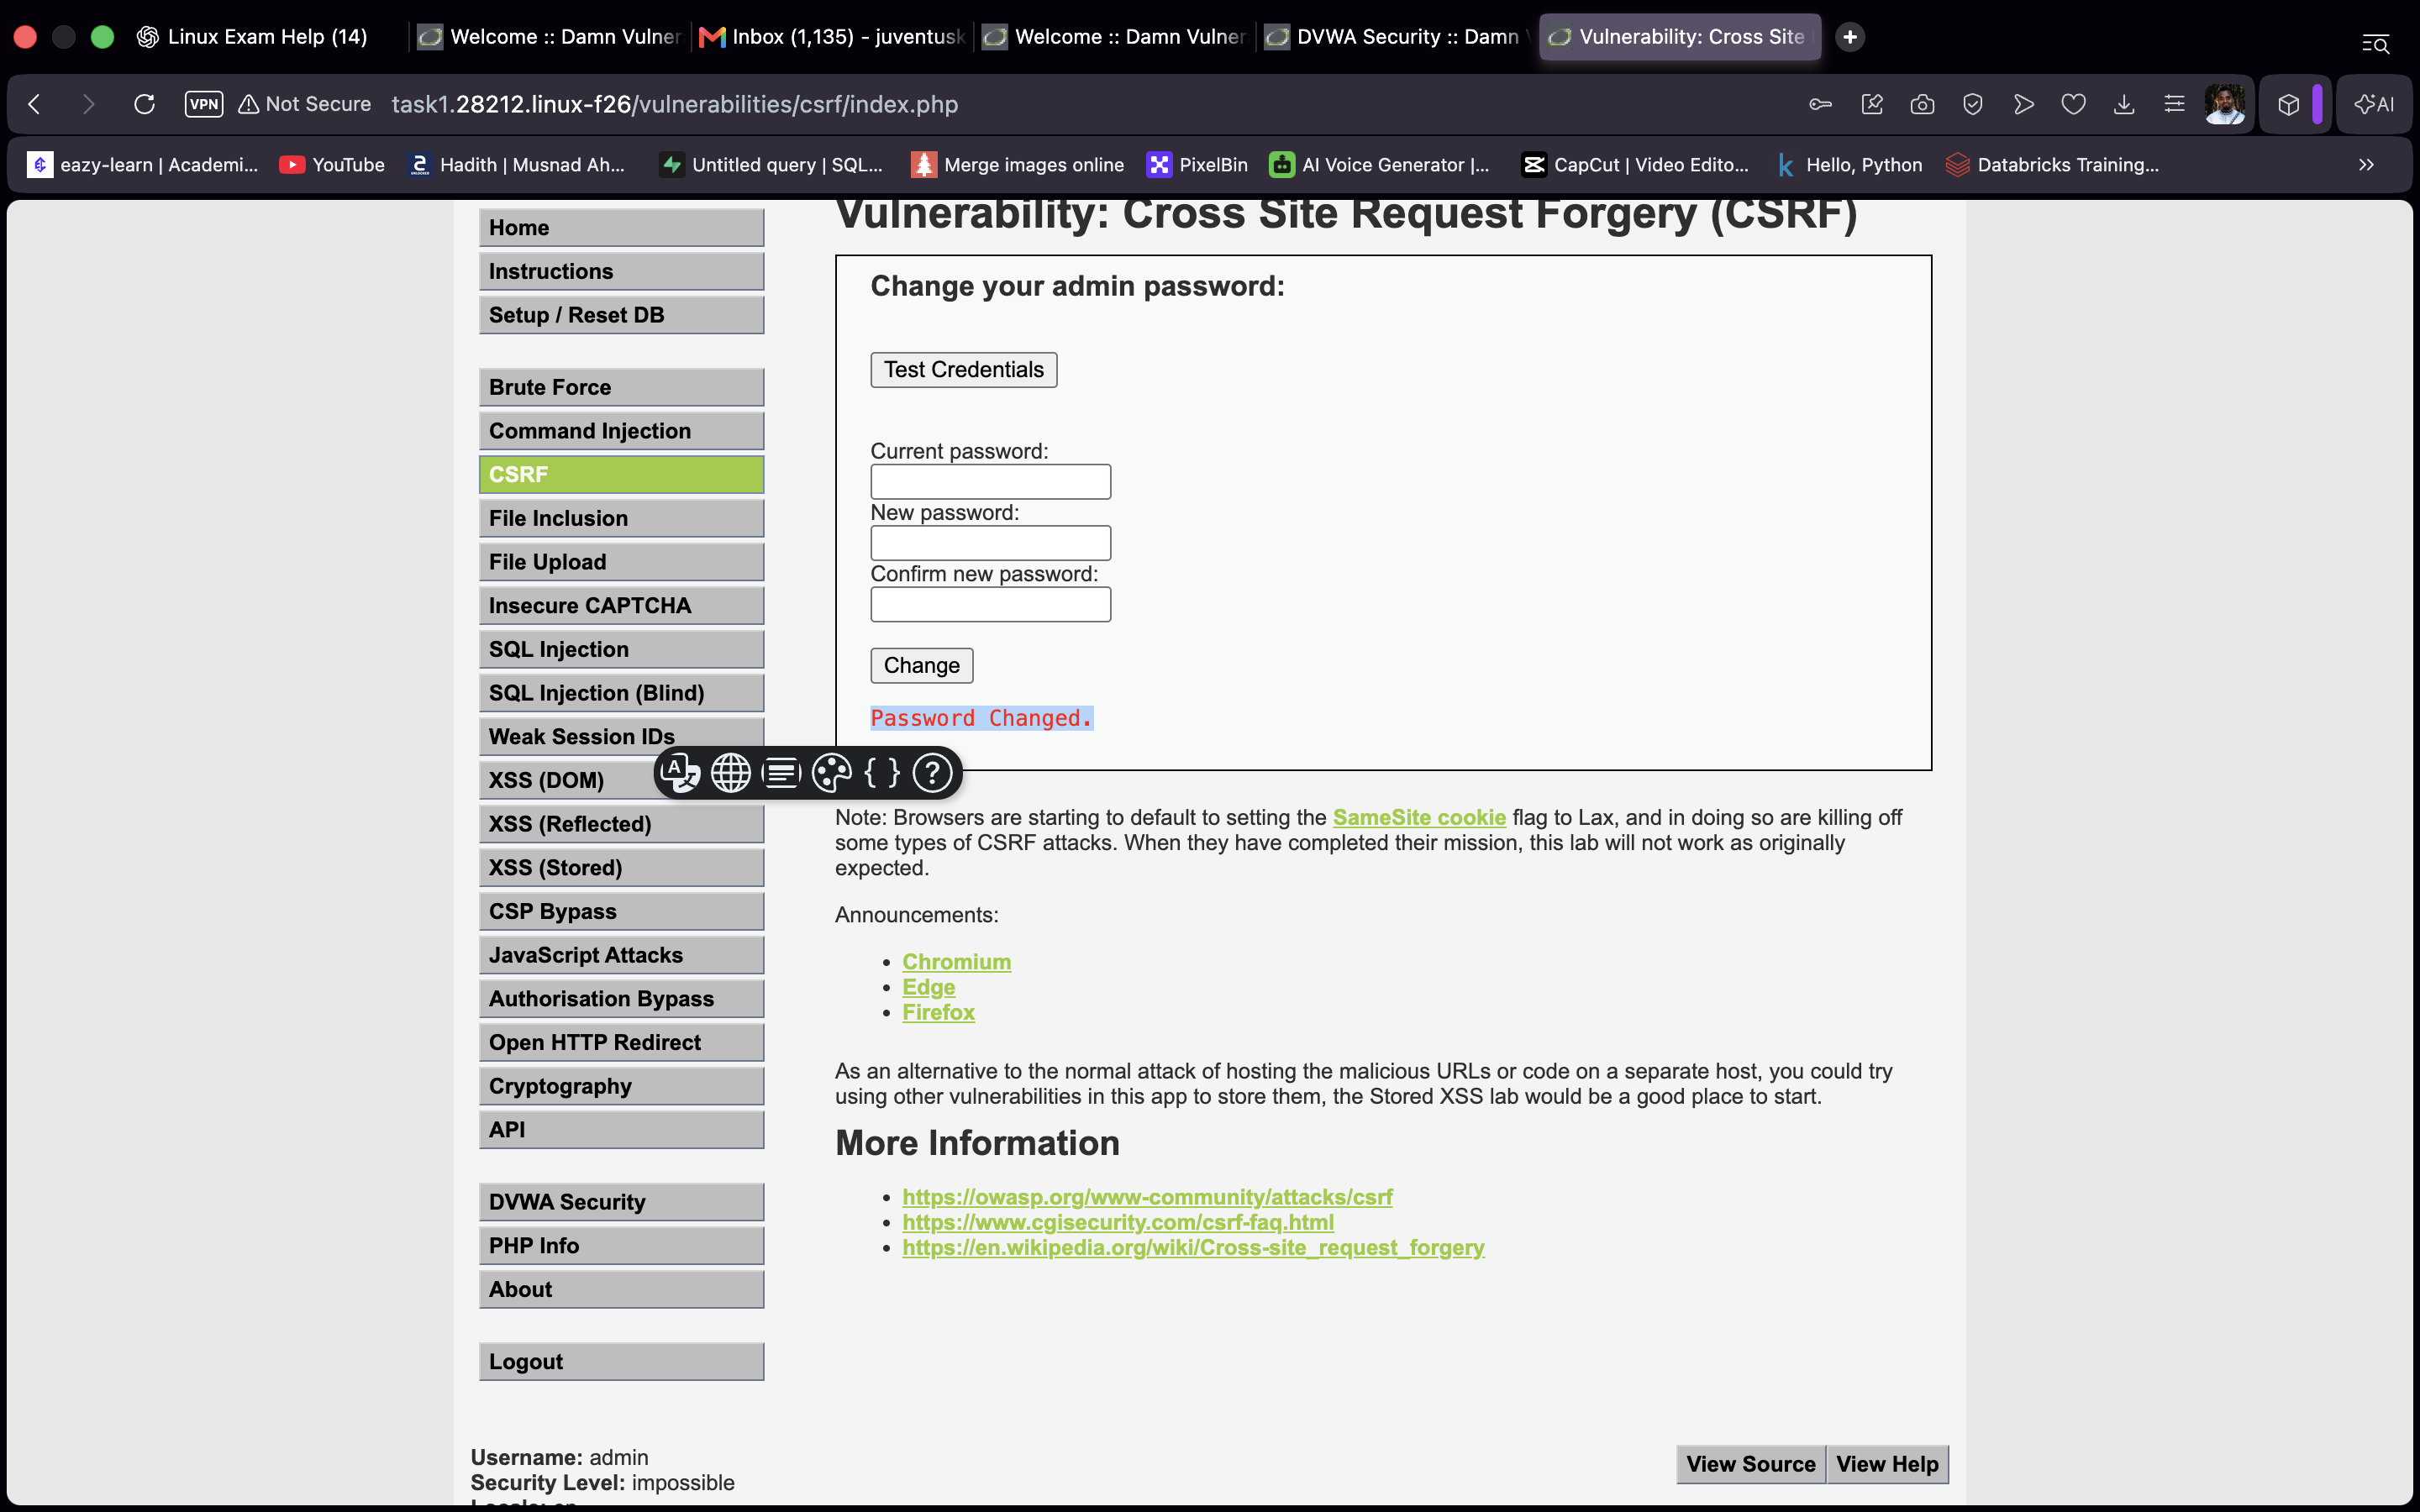 Linux Exam Help (14)
Welcome :: Damn Vulner
Inbox (1,135) - juventusk
Welcome :: Damn Vulner
DVWA Security :: Damn V
Vulnerability: Cross Site
VPN
Not Secure
task1.28212.linux-f26/vulnerabilities/csrf/index.php
AI
eazy-learn | Academi...
YouTube
Hadith | Musnad Ah...
Untitled query | SQL...
Merge images online
PixelBin
AI Voice Generator |...
CapCut | Video Edito...
Hello, Python
Databricks Training...
Home
Instructions
Setup / Reset DB
Brute Force
Command Injection
CSRF
File Inclusion
File Upload
Insecure CAPTCHA
SQL Injection
SQL Injection (Blind)
Weak Session IDs
XSS (DOM)
XSS (Reflected)
XSS (Stored)
CSP Bypass
JavaScript Attacks
Authorisation Bypass
Open HTTP Redirect
Cryptography
API
DVWA Security
PHP Info
About
Logout
Vulnerability: Cross Site Request Forgery (CSRF)
Change your admin password:
Test Credentials
Current password:
New password:
Confirm new password:
Change
Password Changed.
Note: Browsers are starting to default to setting the SameSite cookie flag to Lax, and in doing so are killing off
some types of CSRF attacks. When they have completed their mission, this lab will not work as originally
expected.
Announcements:
Chromium
Edge
Firefox
As an alternative to the normal attack of hosting the malicious URLs or code on a separate host, you could try
using other vulnerabilities in this app to store them, the Stored XSS lab would be a good place to start.
More Information
https://owasp.org/www-community/attacks/csrf
https://www.cgisecurity.com/csrf-faq.html
https://en.wikipedia.org/wiki/Cross-site_request_forgery
Username: admin
Security Level: impossible
View Source
View Help